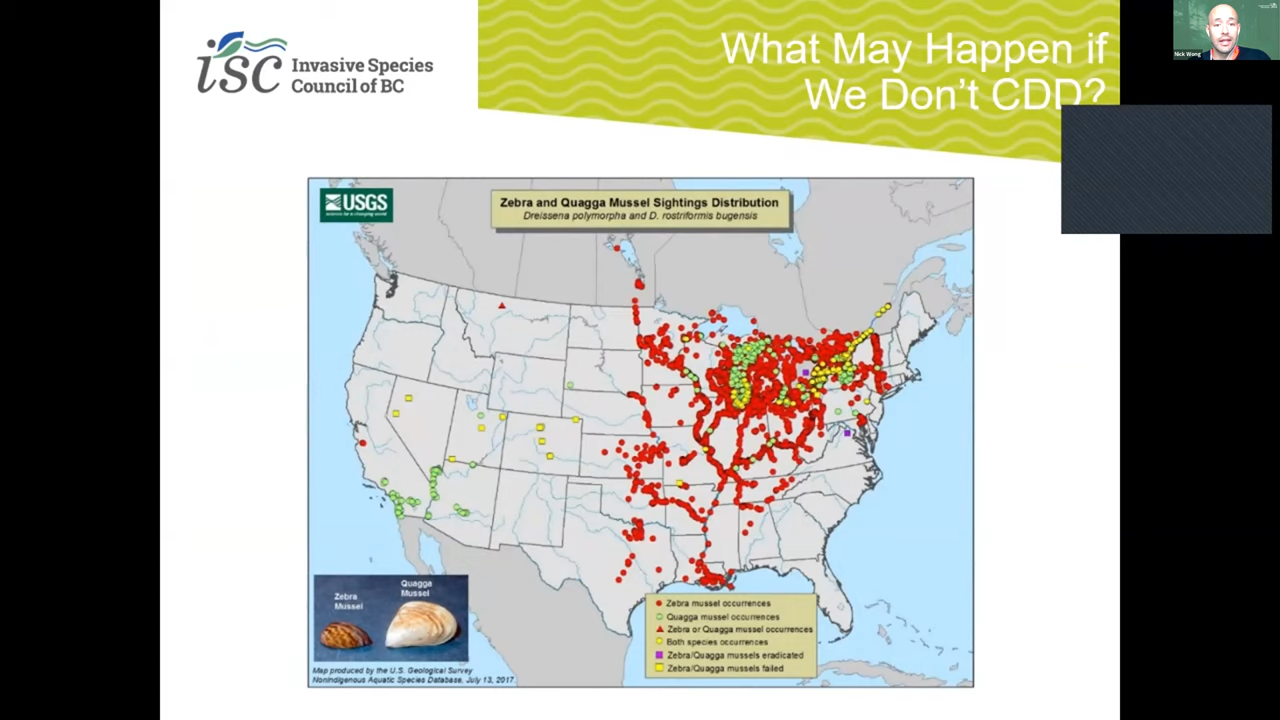 isc Invasive Species
Council of BC
What May Happen if
We Don't CDD?
Nick Wong
USGS
science for a changing world
Zebra and Quagga Mussel Sightings Distribution
Dreissena polymorpha and D. rostriformis bugensis
Zebra
Mussel
Quagga
Mussel
Map produced by the U.S. Geological Survey
Nonindigenous Aquatic Species Database, July 13, 2017.
Zebra mussel occurrences
Quagga mussel occurrences
Zebra or Quagga mussel occurrences
Both species occurrences
Zebra/Quagga mussels eradicated
Zebra/Quagga mussels failed